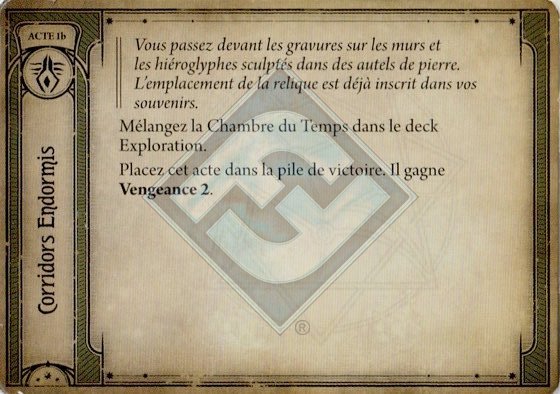 ACTE 1b
Corridors Endormis
Vous passez devant les gravures sur les murs et
les hiéroglyphes sculptés dans des autels de pierre.
L'emplacement de la relique est déjà inscrit dans vos
souvenirs.
Mélangez la Chambre du Temps dans le deck
Exploration.
Placez cet acte dans la pile de victoire. Il gagne
Vengeance 2.
®